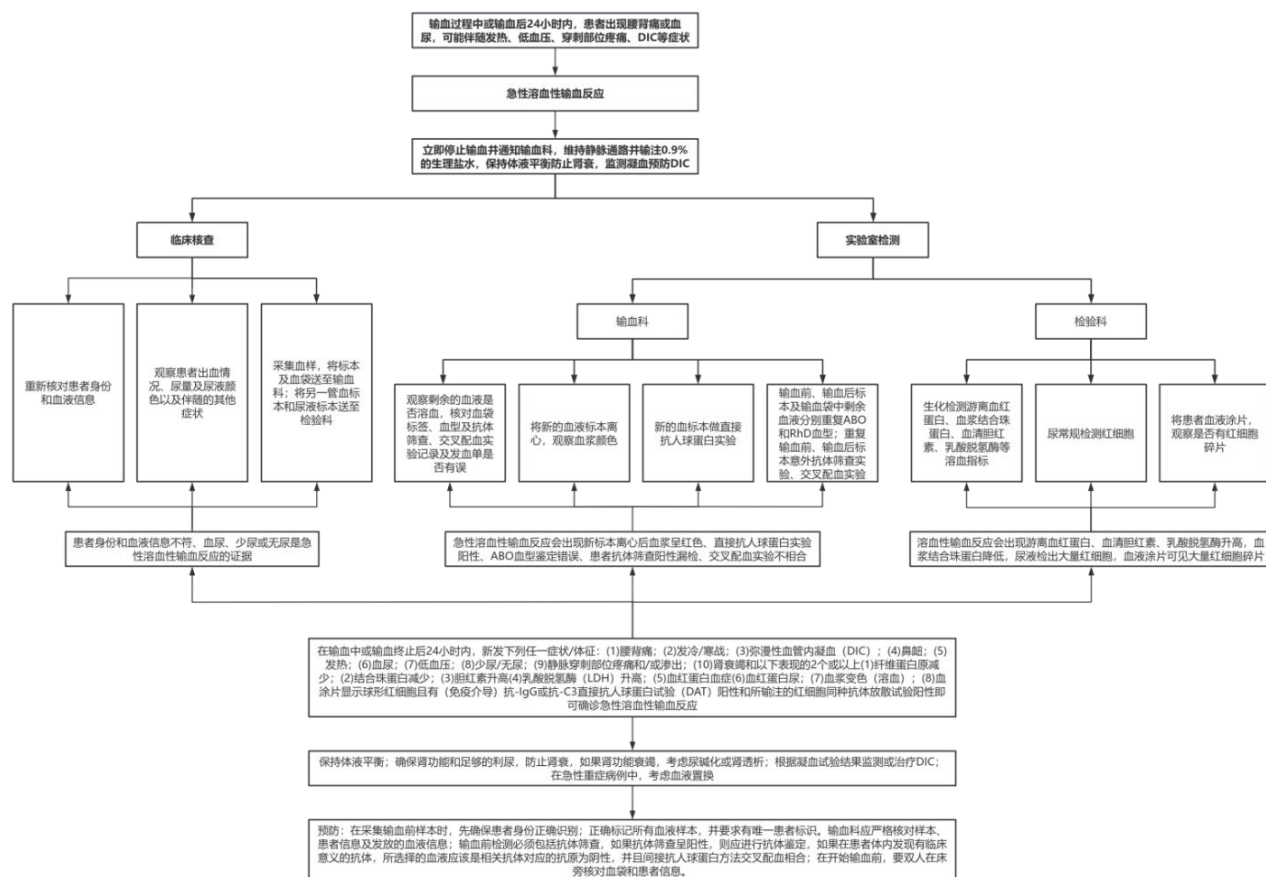 输血过程中或输血后24小时内，患者出现腰背痛或血
尿，可能伴随发热、低血压、穿刺部位疼痛、DIC等症状
急性溶血性输血反应
立即停止输血并通知输血科，维持静脉通路并输注0.9%
的生理盐水，保持体液平衡防止肾衰，监测凝血预防DIC
临床核查
实验室检测
重新核对患者身份
和血液信息
观察患者出血情
况、尿量及尿液颜
色以及伴随的其他
症状
采集血样，将标本
及血袋送至输血
科；将另一管血标
本和尿液标本送至
检验科
输血科
检验科
观察剩余的血液是
否溶血，核对血袋
标签、血型及抗体
筛查、交叉配血实
验记录及发血单是
否有误
将新的血液标本离
心，观察血浆颜色
新的血标本做直接
抗人球蛋白实验
输血前、输血后标
本及输血袋中剩余
血液分别重复ABO
和RhD血型；重复
输血前、输血后标
本意外抗体筛查实
验、交叉配血实验
生化检测游离血红
蛋白、血浆结合珠
蛋白、血清胆红
素、乳酸脱氢酶等
溶血指标
尿常规检测红细胞
将患者血液涂片，
观察是否有红细胞
碎片
患者身份和血液信息不符、血尿、少尿或无尿是急
性溶血性输血反应的证据
急性溶血性输血反应会出现新标本离心后血浆呈红色、直接抗人球蛋白实验
阳性、ABO血型鉴定错误、患者抗体筛查阳性漏检、交叉配血实验不相合
溶血性输血反应会出现游离血红蛋白、血清胆红素、乳酸脱氢酶升高，血
浆结合珠蛋白降低，尿液检出大量红细胞，血液涂片可见大量红细胞碎片
在输血中或输血终止后24小时内，新发下列任一症状/体征：(1)腰背痛；(2)发冷/寒战；(3)弥漫性血管内凝血（DIC）；(4)鼻衄；(5)
发热；(6)血尿；(7)低血压；(8)少尿/无尿；(9)静脉穿刺部位疼痛和/或渗出；(10)肾衰竭和以下表现的2个或以上(1)纤维蛋白原减
少；(2)结合珠蛋白减少；(3)胆红素升高(4)乳酸脱氢酶（LDH）升高；(5)血红蛋白血症(6)血红蛋白尿；(7)血浆变色（溶血）；(8)血
涂片显示球形红细胞且有（免疫介导）抗-IgG或抗-C3直接抗人球蛋白试验（DAT）阳性和所输注的红细胞同种抗体放散试验阳性即
可确诊急性溶血性输血反应
保持体液平衡；确保肾功能和足够的利尿，防止肾衰，如果肾功能衰竭，考虑尿碱化或肾透析；根据凝血试验结果监测或治疗DIC；
在急性重症病例中，考虑血液置换
预防：在采集输血前样本时，先确保患者身份正确识别；正确标记所有血液样本，并要求有唯一患者标识。输血科应严格核对样本、
患者信息及发放的血液信息；输血前检测必须包括抗体筛查，如果抗体筛查呈阳性，则应进行抗体鉴定，如果在患者体内发现有临床
意义的抗体，所选择的血液应该是相关抗体对应的抗原为阴性，并且间接抗人球蛋白方法交叉配血相合；在开始输血前，要双人在床
旁核对血袋和患者信息。